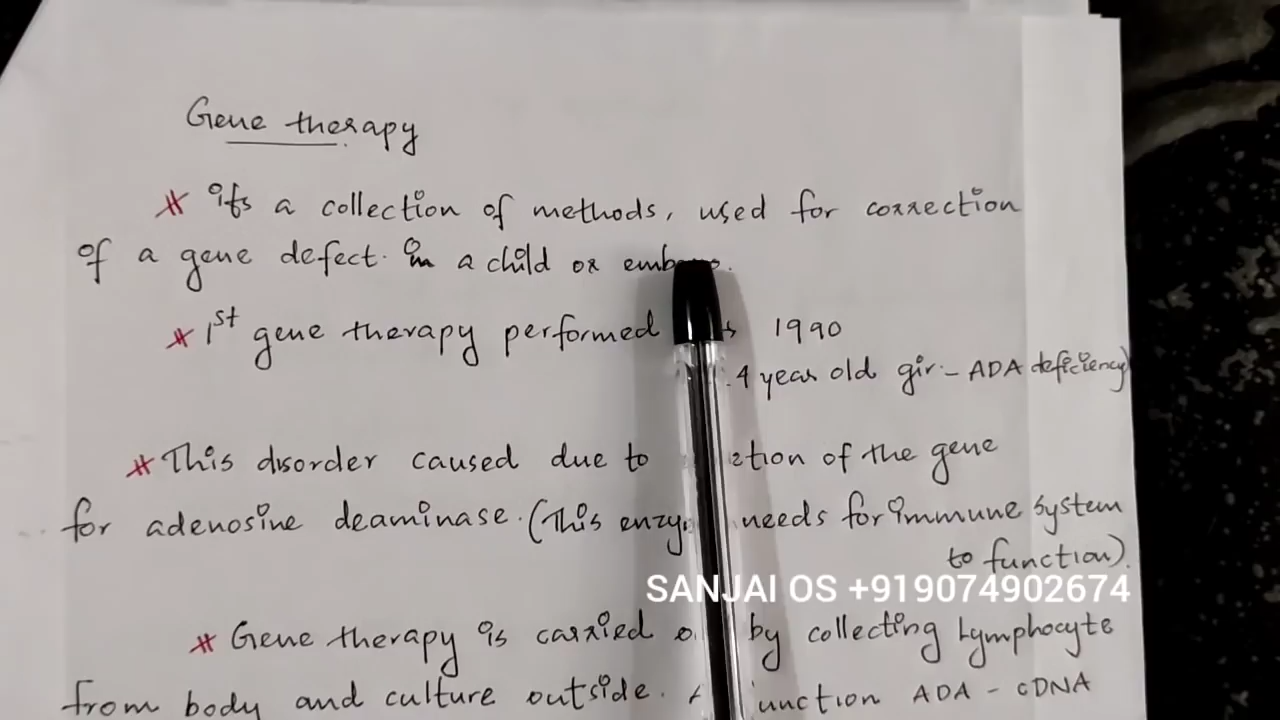 Gene therapy
* its a collection of methods, used for correction
of a gene defect. in a child or
* 1st gene therapy performed 1990
4 year old gir - ADA deficiency)
* This disorder caused due to of the gene
for adenosine deaminase. (This needs for immune system
to function).
SANJAI OS +919074902674
* Gene therapy is carried by collecting Lymphocyte
from body and culture outside. ADA - cDNA